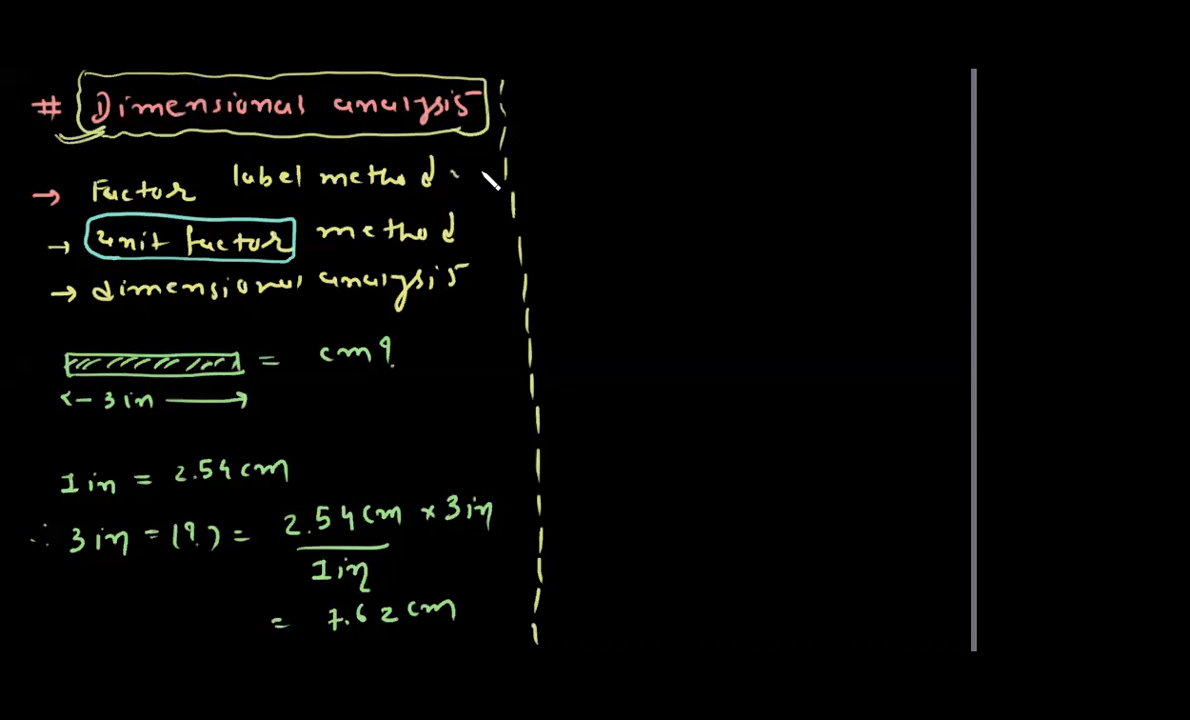 # Dimensional analysis
→ Factor label method
→ unit factor method
→ dimensional analysis
= cm?
← 3 in →
1 in = 2.54 cm
∴ 3 in = (?) = 2.54 cm × 3 in
1 in
= 7.62 cm